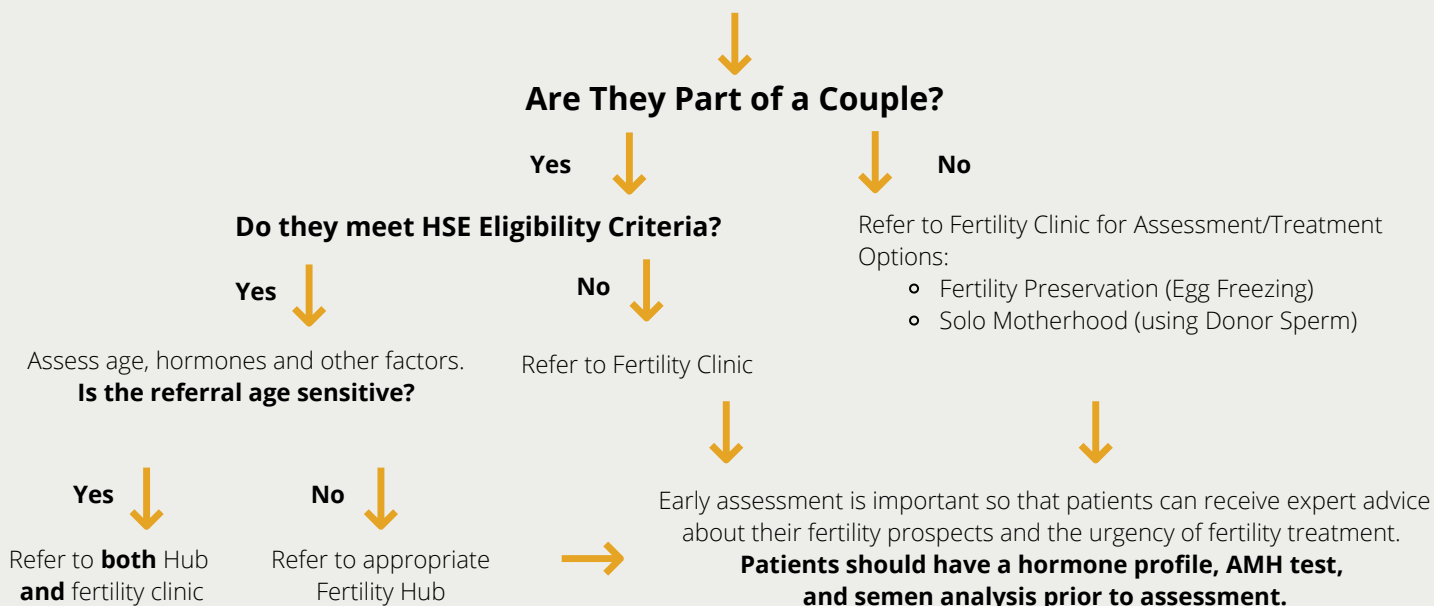 Are They Part of a Couple?
Yes
No
Do they meet HSE Eligibility Criteria?
Refer to Fertility Clinic for Assessment/Treatment
Options:
Fertility Preservation (Egg Freezing)
Solo Motherhood (using Donor Sperm)
Yes
No
Assess age, hormones and other factors.
Is the referral age sensitive?
Refer to Fertility Clinic
Yes
No
Refer to both Hub
and fertility clinic
Refer to appropriate
Fertility Hub
Early assessment is important so that patients can receive expert advice
about their fertility prospects and the urgency of fertility treatment.
Patients should have a hormone profile, AMH test,
and semen analysis prior to assessment.